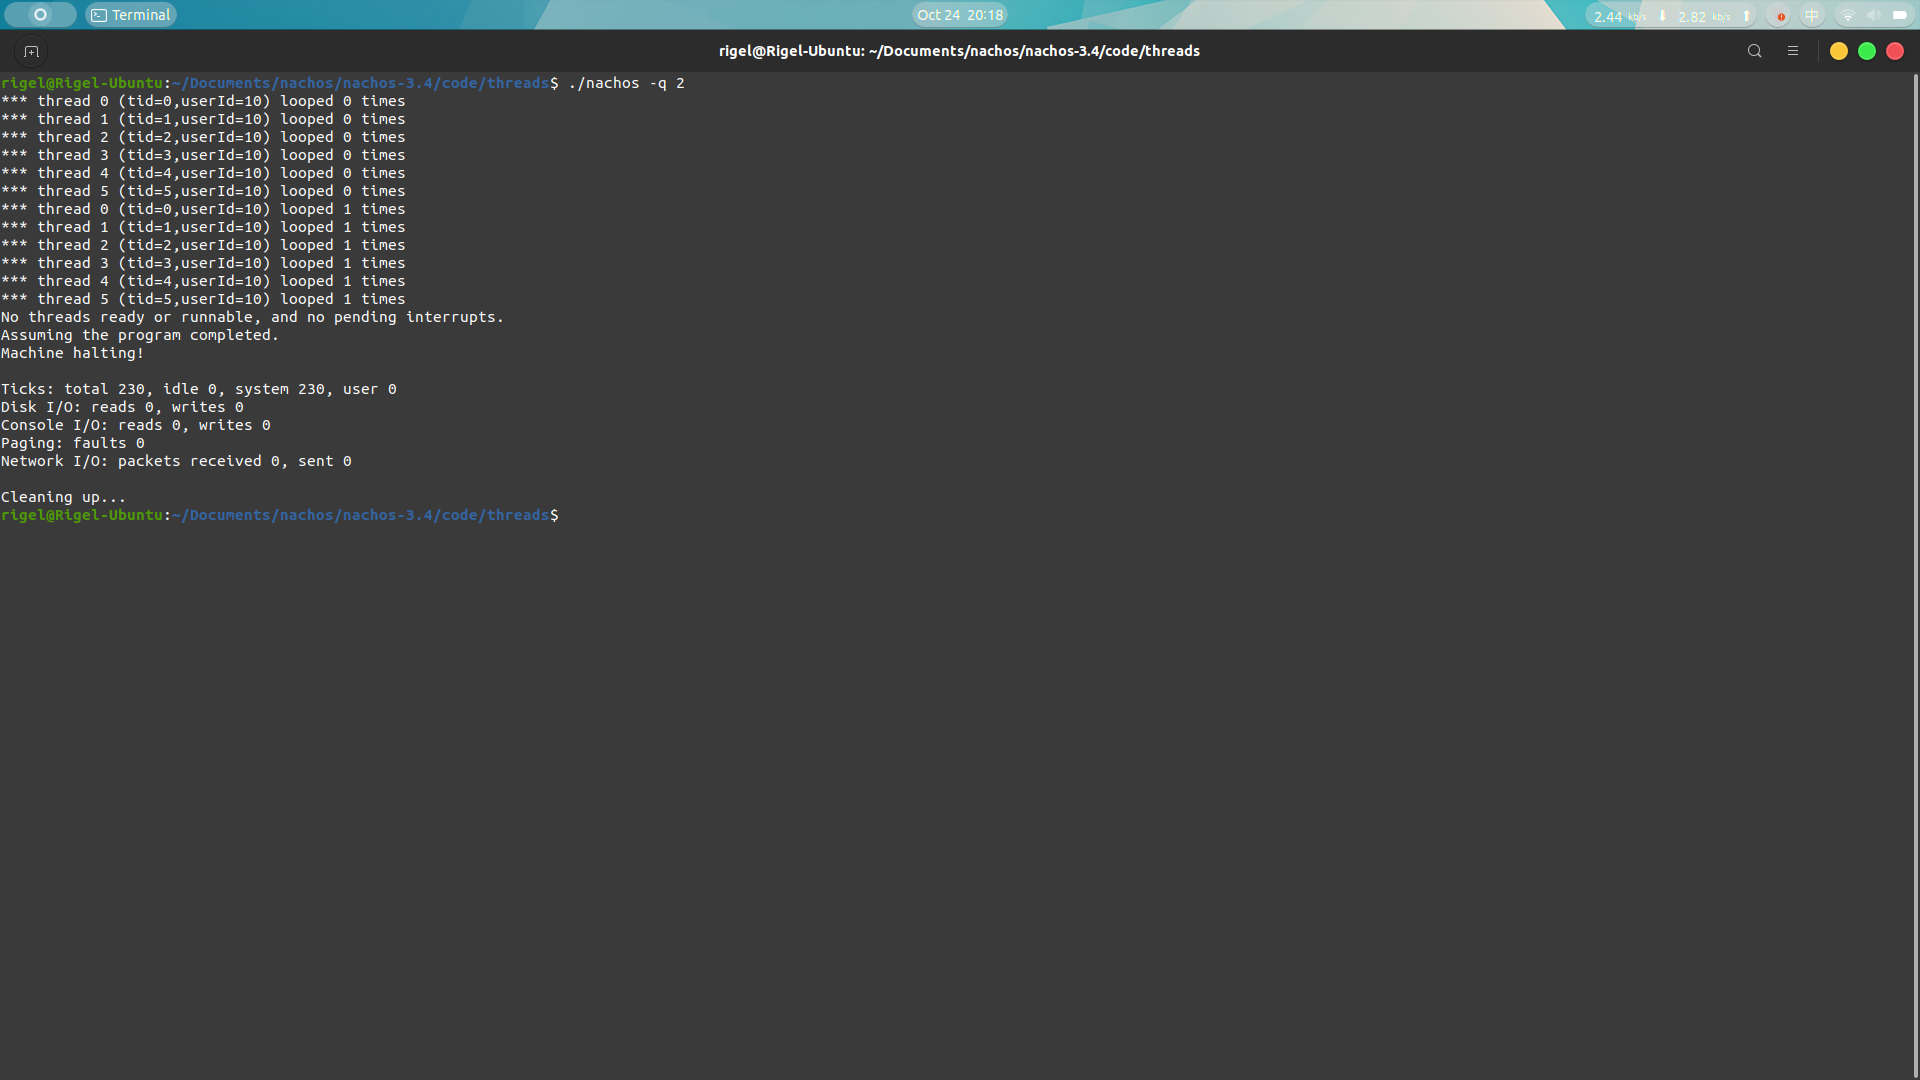 Terminal
Oct 24 20:18
2.44 kb/s 2.82 kb/s 中
rigel@Rigel-Ubuntu: ~/Documents/nachos/nachos-3.4/code/threads
rigel@Rigel-Ubuntu:~/Documents/nachos/nachos-3.4/code/threads$ ./nachos -q 2
*** thread 0 (tid=0,userId=10) looped 0 times
*** thread 1 (tid=1,userId=10) looped 0 times
*** thread 2 (tid=2,userId=10) looped 0 times
*** thread 3 (tid=3,userId=10) looped 0 times
*** thread 4 (tid=4,userId=10) looped 0 times
*** thread 5 (tid=5,userId=10) looped 0 times
*** thread 0 (tid=0,userId=10) looped 1 times
*** thread 1 (tid=1,userId=10) looped 1 times
*** thread 2 (tid=2,userId=10) looped 1 times
*** thread 3 (tid=3,userId=10) looped 1 times
*** thread 4 (tid=4,userId=10) looped 1 times
*** thread 5 (tid=5,userId=10) looped 1 times
No threads ready or runnable, and no pending interrupts.
Assuming the program completed.
Machine halting!
Ticks: total 230, idle 0, system 230, user 0
Disk I/O: reads 0, writes 0
Console I/O: reads 0, writes 0
Paging: faults 0
Network I/O: packets received 0, sent 0
Cleaning up...
rigel@Rigel-Ubuntu:~/Documents/nachos/nachos-3.4/code/threads$